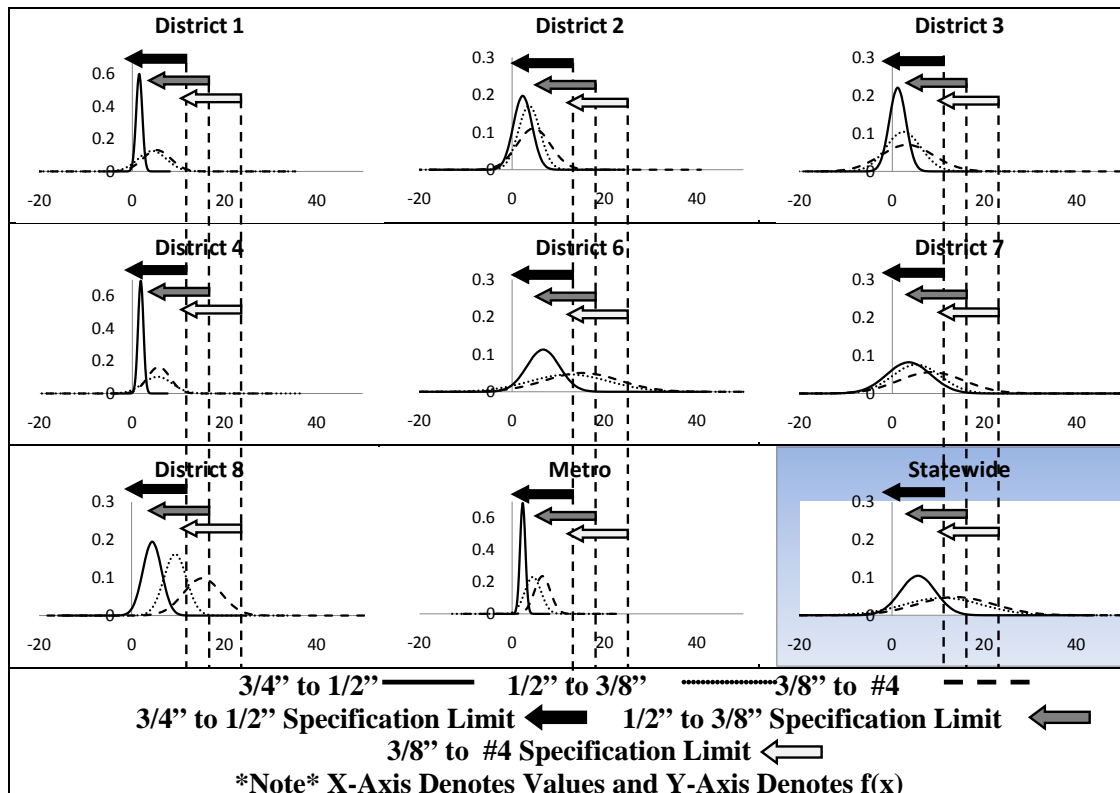 District 1 District 2 District 3
0.6 0.4 0.2 0 -20 0 20 40
0.3 0.2 0.1 0 -20 0 20 40
0.3 0.2 0.1 0 -20 0 20 40
District 4 District 6 District 7
0.6 0.4 0.2 0 -20 0 20 40
0.3 0.2 0.1 0 -20 0 20 40
0.3 0.2 0.1 0 -20 0 20 40
District 8 Metro Statewide
0.3 0.2 0.1 0 -20 0 20 40
0.6 0.4 0.2 0 -20 0 20 40
0.3 0.2 0.1 0 -20 0 20 40
3/4” to 1/2” 1/2” to 3/8” 3/8” to #4
3/4” to 1/2” Specification Limit 1/2” to 3/8” Specification Limit
3/8” to #4 Specification Limit
*Note* X-Axis Denotes Values and Y-Axis Denotes f(x)